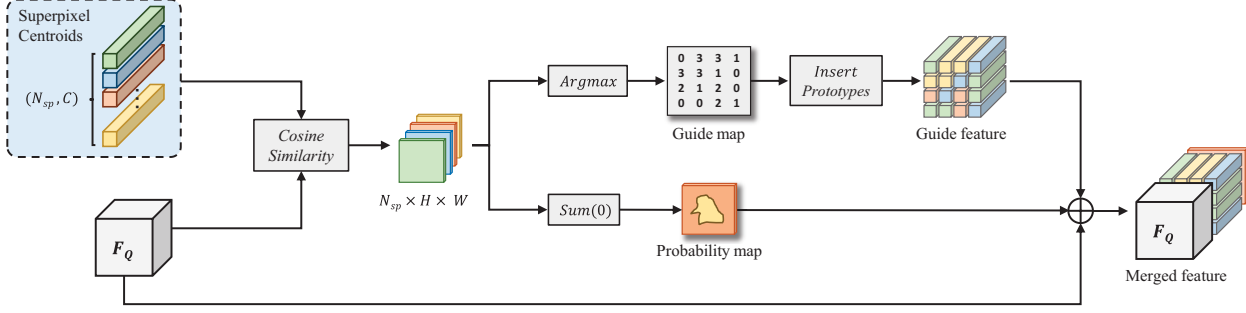 Superpixel
Centroids
(N_sp, C)
F_Q
Cosine
Similarity
N_sp × H × W
Argmax
0 3 3 1
3 3 1 0
2 1 2 0
0 0 2 1
Guide map
Insert
Prototypes
Guide feature
Sum(0)
Probability map
F_Q
Merged feature